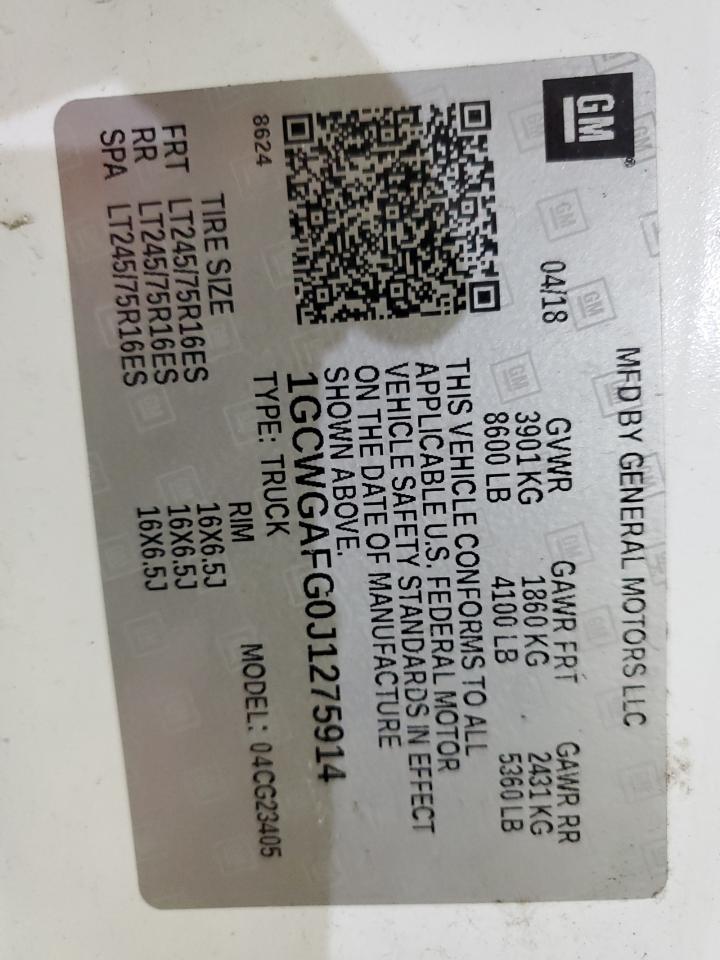 GM
MFD BY GENERAL MOTORS LLC
04/18
GVWR GAWR FRT GAWR RR
3901 KG 1860 KG 2431 KG
8600 LB 4100 LB 5360 LB
THIS VEHICLE CONFORMS TO ALL
APPLICABLE U.S. FEDERAL MOTOR
VEHICLE SAFETY STANDARDS IN EFFECT
ON THE DATE OF MANUFACTURE
SHOWN ABOVE.
1GCWGAFG0J1275914
8624
TYPE: TRUCK MODEL: 04CG23405
TIRE SIZE RIM
FRT LT245/75R16ES 16X6.5J
RR LT245/75R16ES 16X6.5J
SPA LT245/75R16ES 16X6.5J